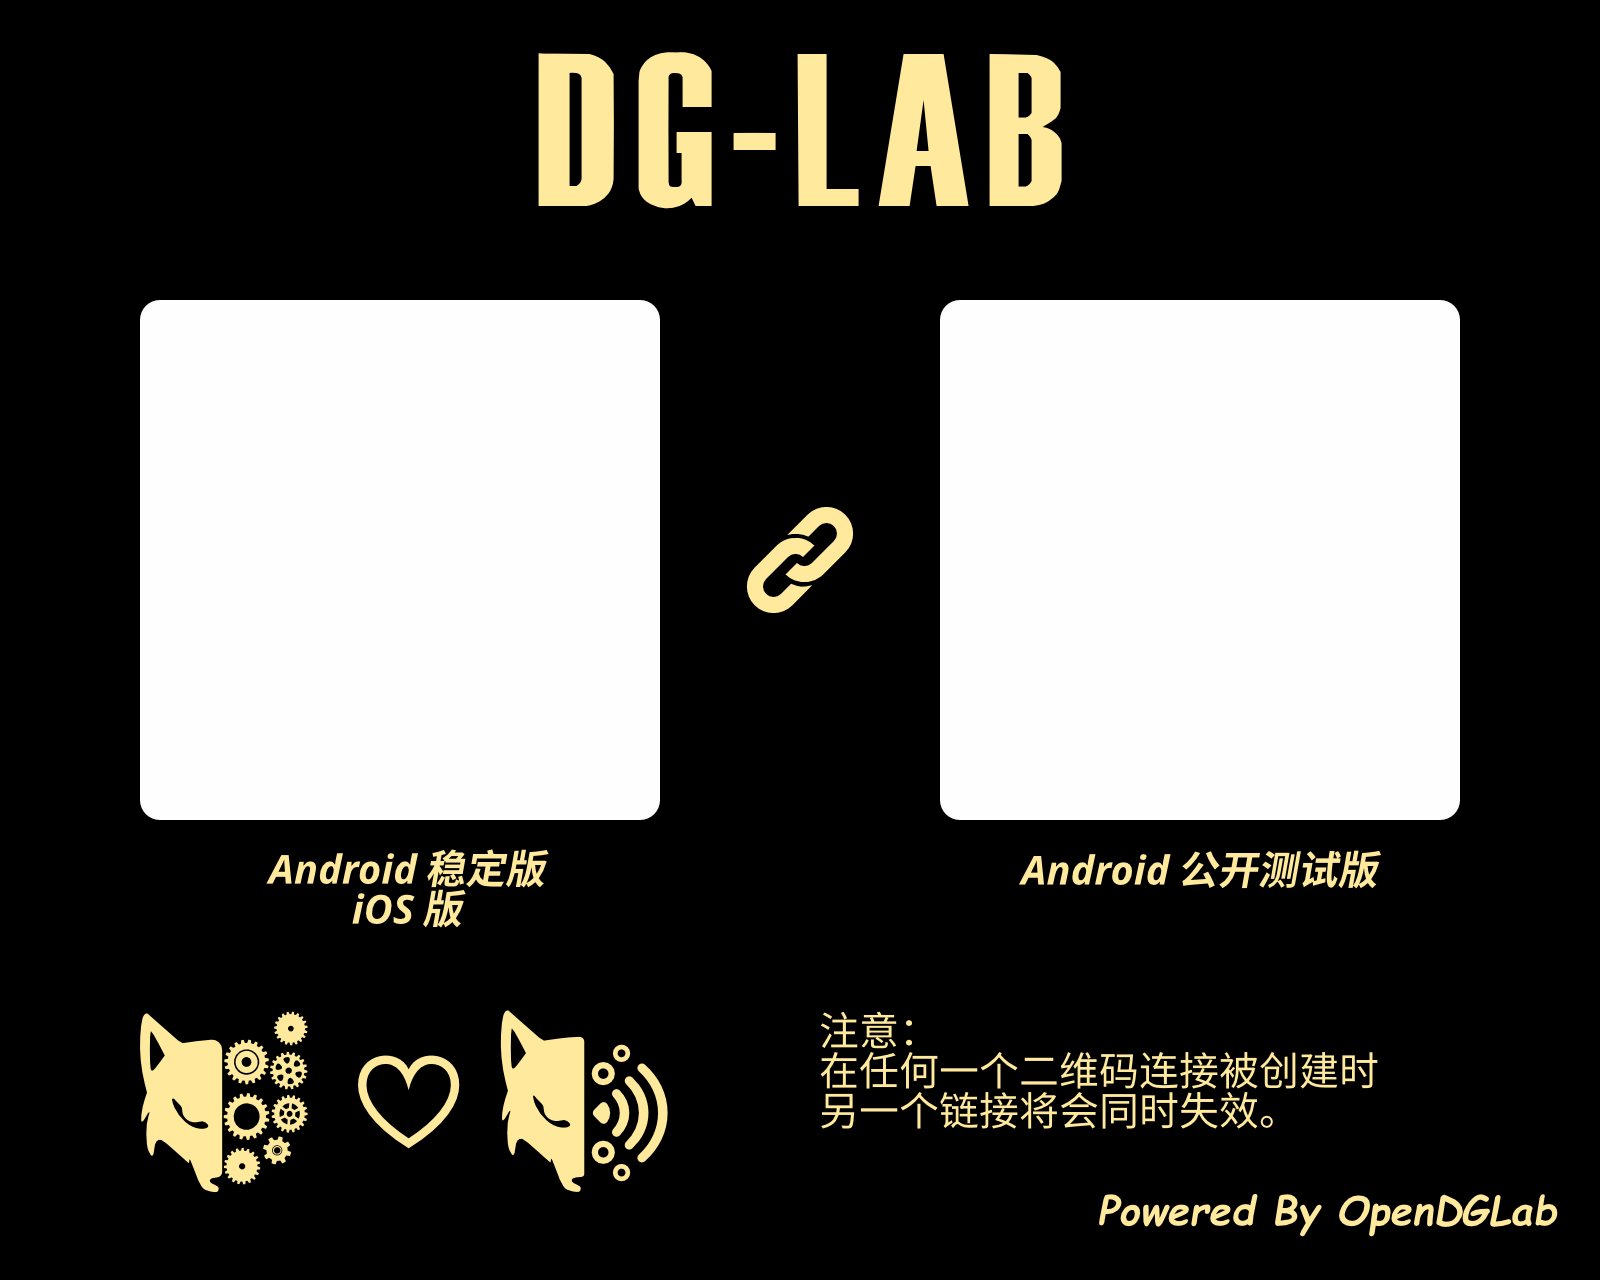 DG-LAB
Android 稳定版
iOS 版
Android 公开测试版
注意：
在任何一个二维码连接被创建时
另一个链接将会同时失效。
Powered By OpenDGLab